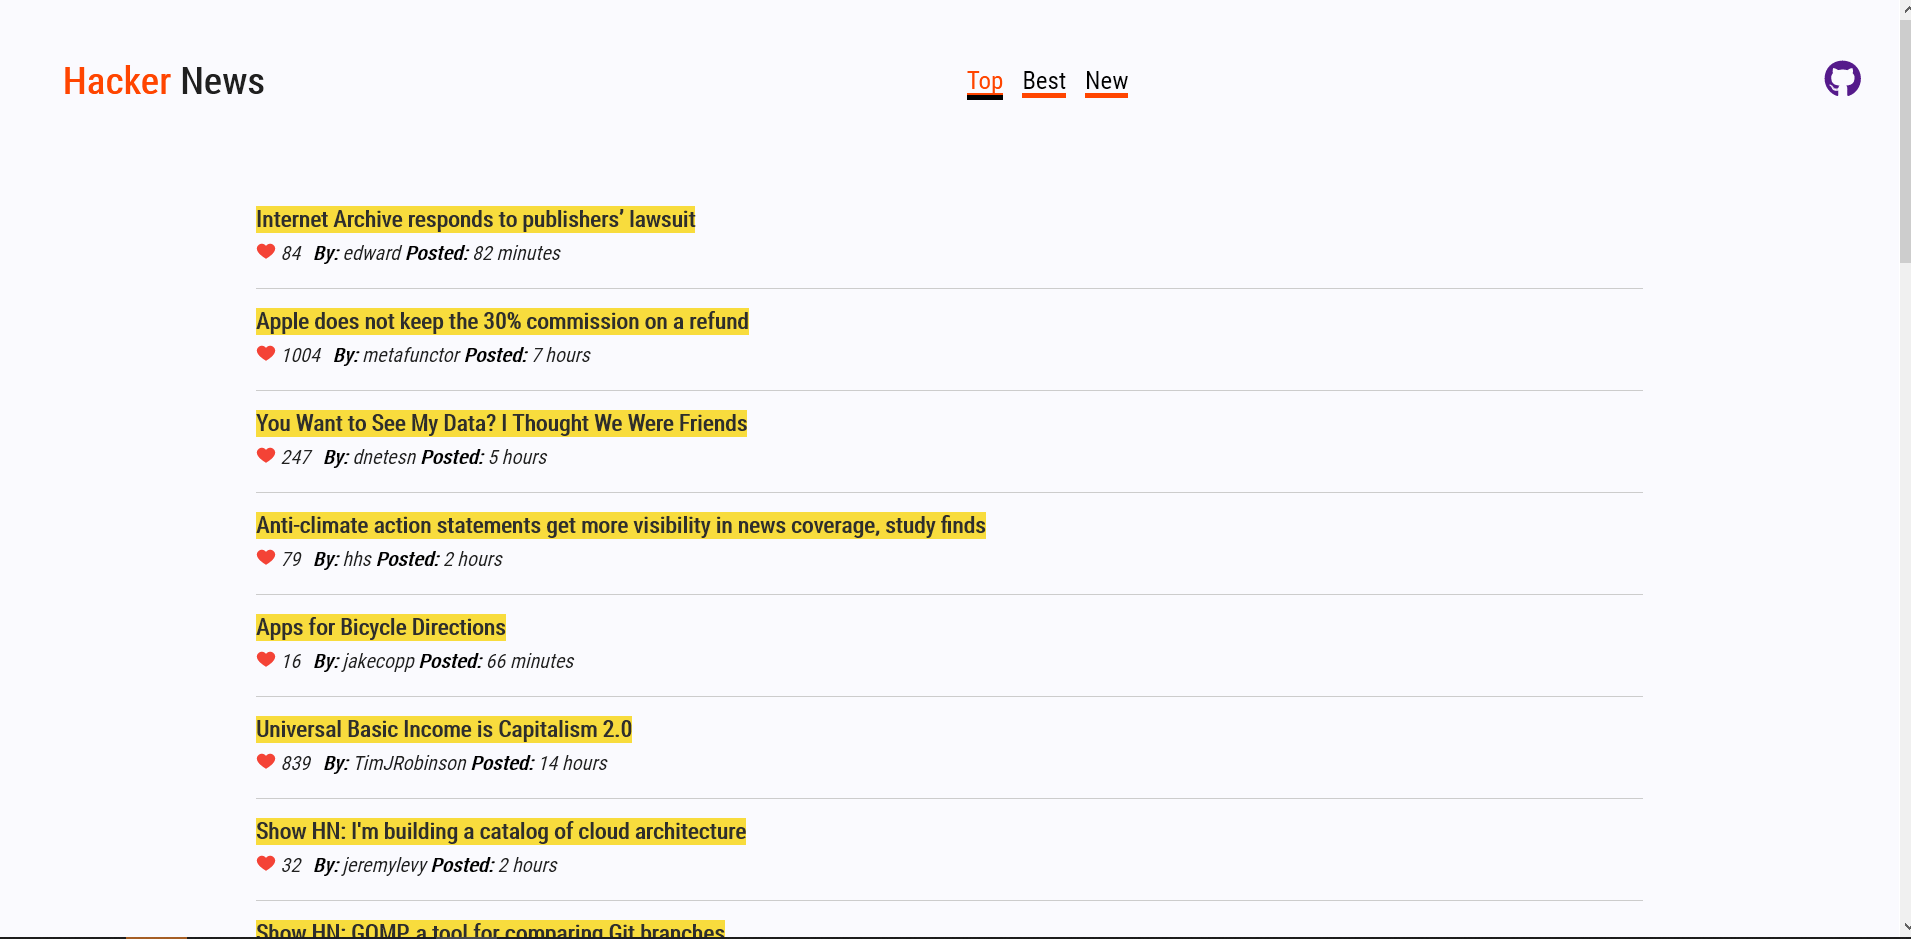 Hacker News
Top Best New
Internet Archive responds to publishers’ lawsuit
84 By: edward Posted: 82 minutes
Apple does not keep the 30% commission on a refund
1004 By: metafunctor Posted: 7 hours
You Want to See My Data? I Thought We Were Friends
247 By: dnetesn Posted: 5 hours
Anti-climate action statements get more visibility in news coverage, study finds
79 By: hhs Posted: 2 hours
Apps for Bicycle Directions
16 By: jakecopp Posted: 66 minutes
Universal Basic Income is Capitalism 2.0
839 By: TimJRobinson Posted: 14 hours
Show HN: I'm building a catalog of cloud architecture
32 By: jeremylevy Posted: 2 hours
Show HN: GOMP, a tool for comparing Git branches